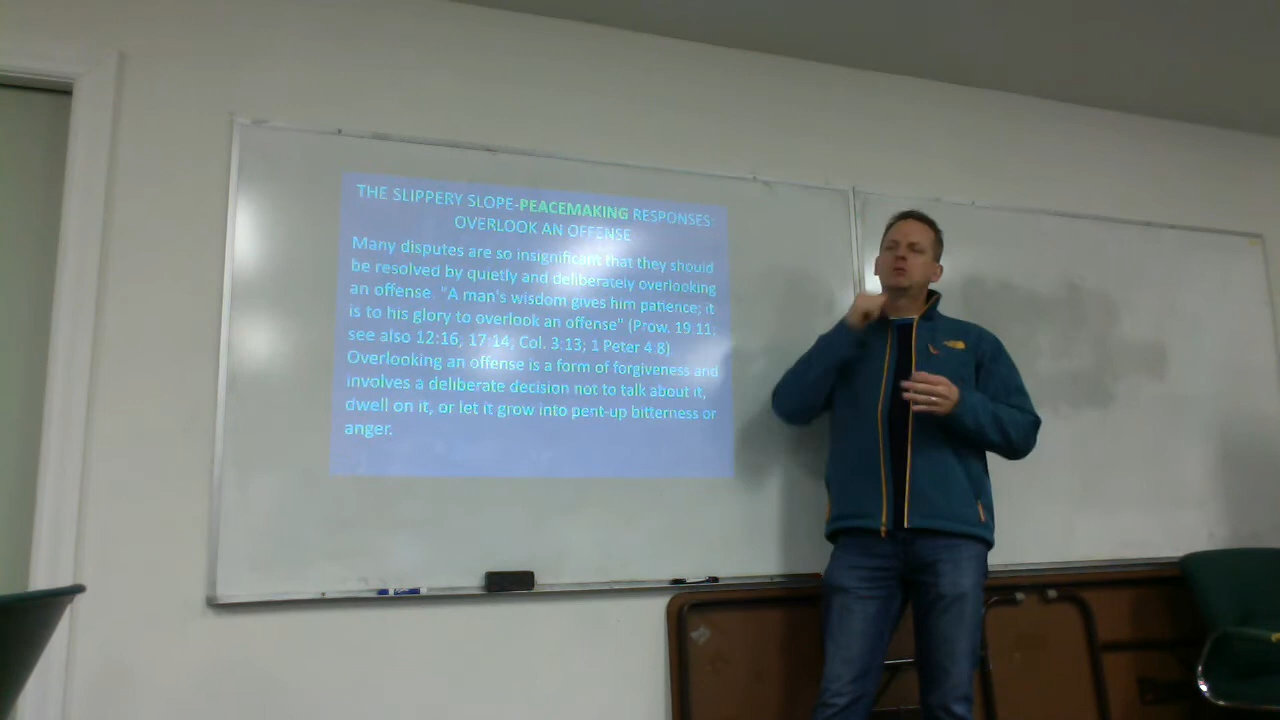 THE SLIPPERY SLOPE-PEACEMAKING RESPONSES:
OVERLOOK AN OFFENSE
Many disputes are so insignificant that they should
be resolved by quietly and deliberately overlooking
an offense. "A man's wisdom gives him patience; it
is to his glory to overlook an offense" (Prow. 19:11;
see also 12:16, 17:14; Col. 3:13; 1 Peter 4:8)
Overlooking an offense is a form of forgiveness and
involves a deliberate decision not to talk about it,
dwell on it, or let it grow into pent-up bitterness or
anger.